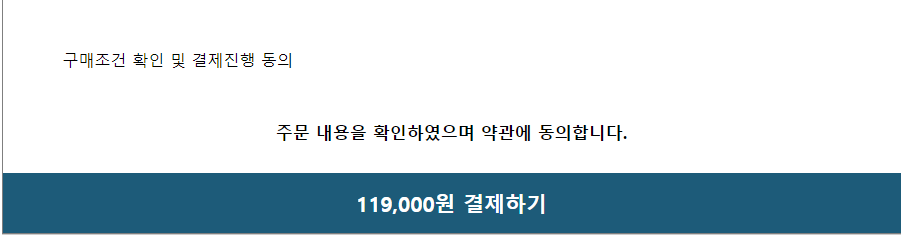 구매조건 확인 및 결제진행 동의
주문 내용을 확인하였으며 약관에 동의합니다.
119,000원 결제하기